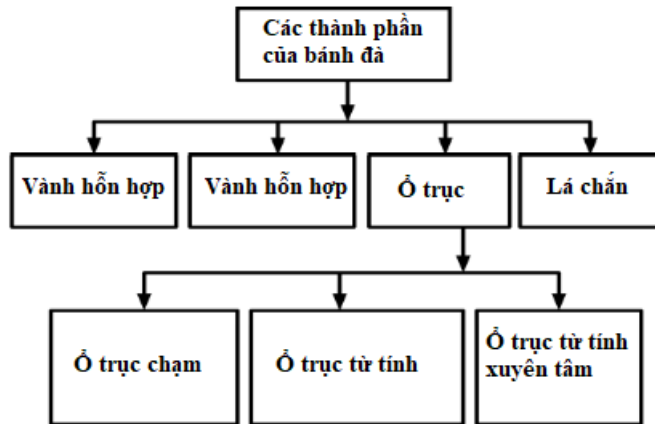 Các thành phần
của bánh đà
Vành hỗn hợp
Vành hỗn hợp
Ổ trục
Lá chắn
Ổ trục chạm
Ổ trục từ tính
Ổ trục từ tính
xuyên tâm